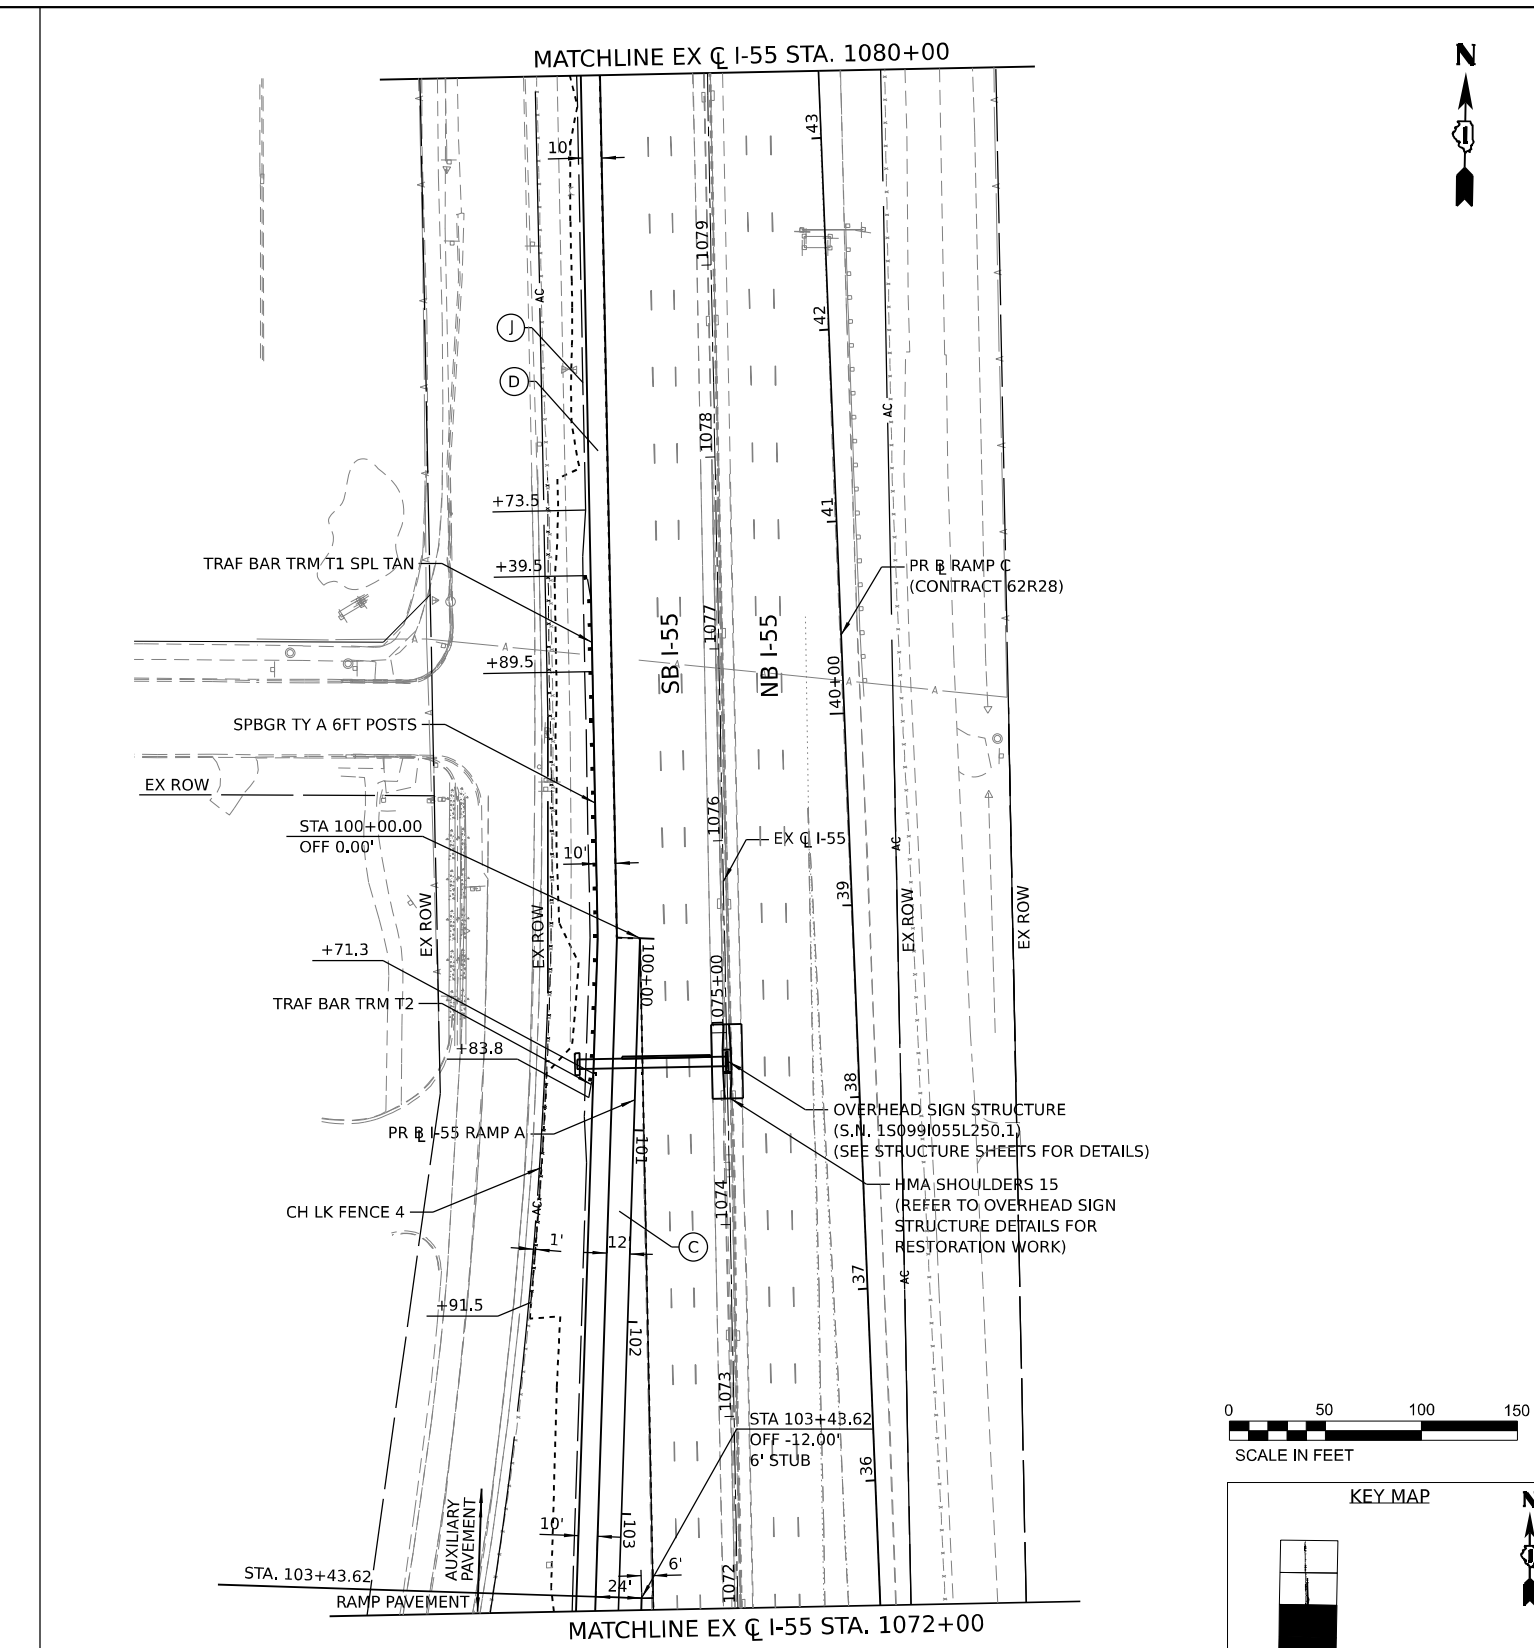 MATCHLINE EX ℄ I-55 STA. 1080+00
N
43
10'
1079
AC
42
J
D
AC
1078
+73.5
41
TRAF BAR TRM T1 SPL TAN
+39.5
PR B̲L RAMP C
(CONTRACT 62R28)
1077
SB I-55
NB I-55
A
A
A
A
A
+89.5
40+00
SPBGR TY A 6FT POSTS
EX ROW
1076
STA 100+00.00
OFF 0.00'
EX ℄ I-55
10'
AC
39
EX ROW
EX ROW
EX ROW
EX ROW
+71.3
100+00
1075+00
TRAF BAR TRM T2
+83.8
38
OVERHEAD SIGN STRUCTURE
(S.N. 1S099I055L250.1)
(SEE STRUCTURE SHEETS FOR DETAILS)
PR BL I-55 RAMP A
101
HMA SHOULDERS 15
(REFER TO OVERHEAD SIGN
STRUCTURE DETAILS FOR
RESTORATION WORK)
1074
CH LK FENCE 4
AC
1'
12'
C
AC
37
+91.5
102
1073
STA 103+43.62
OFF -12.00'
6' STUB
36
0 50 100 150
SCALE IN FEET
KEY MAP
N
AUXILIARY
PAVEMENT
10'
103
6'
24'
1072
STA. 103+43.62
RAMP PAVEMENT
MATCHLINE EX ℄ I-55 STA. 1072+00